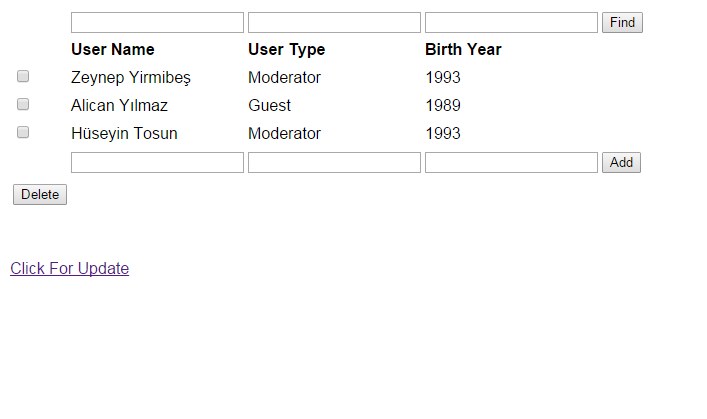 Find
User Name User Type Birth Year
Zeynep Yirmibeş Moderator 1993
Alican Yılmaz Guest 1989
Hüseyin Tosun Moderator 1993
Add
Delete
Click For Update